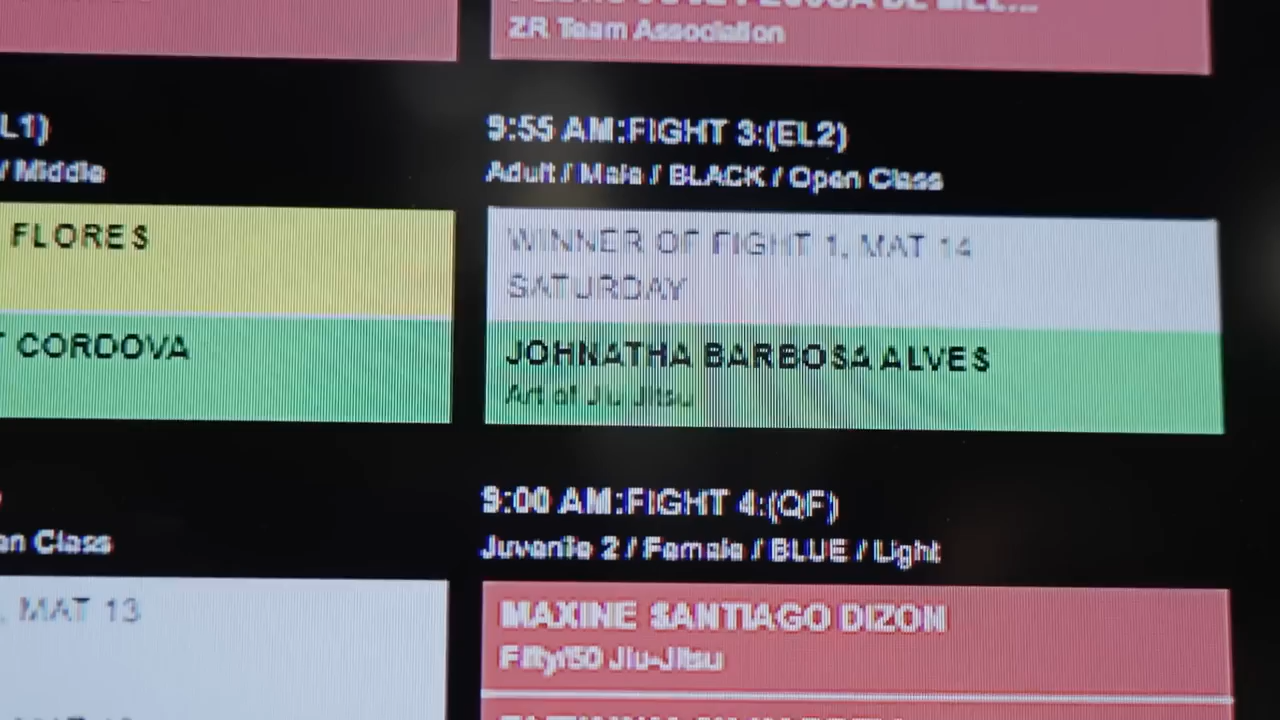 ZR Team Association
L1)
/ Middle
FLORES
CORDOVA
9:55 AM:FIGHT 3:(EL2)
Adult / Male / BLACK / Open Class
WINNER OF FIGHT 1, MAT 14
SATURDAY
JOHNATHA BARBOSA ALVES
Art of Jiu Jitsu
Class
, MAT 13
9:00 AM:FIGHT 4:(QF)
Juvenile 2 / Female / BLUE / Light
MAXINE SANTIAGO DIZON
Fifty/50 Jiu-Jitsu